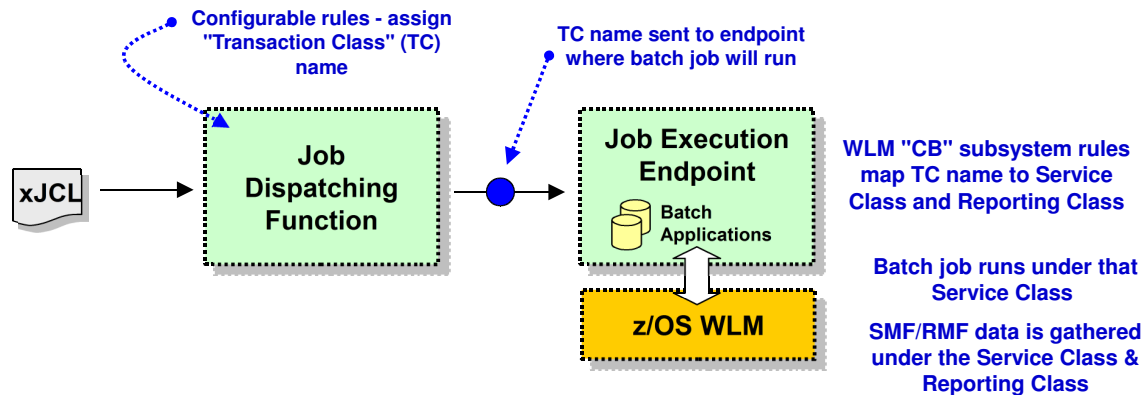 Configurable rules - assign
"Transaction Class" (TC)
name
TC name sent to endpoint
where batch job will run
xJCL
Job
Dispatching
Function
Job Execution
Endpoint
Batch
Applications
z/OS WLM
WLM "CB" subsystem rules
map TC name to Service
Class and Reporting Class
Batch job runs under that
Service Class
SMF/RMF data is gathered
under the Service Class &
Reporting Class